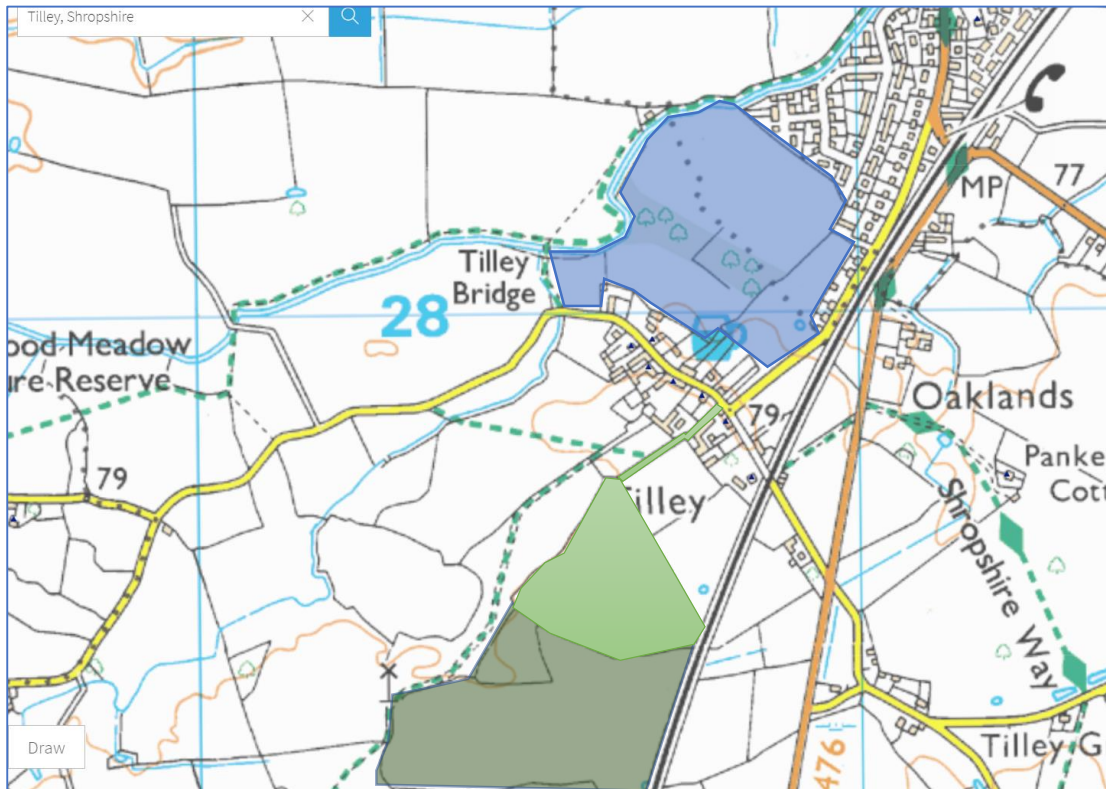 Tilley, Shropshire
MP
77
Tilley
Bridge
28
ood Meadow
ure Reserve
79
79
Oaklands
Panke
Cott
illey
Shropshire Way
476
Tilley G
Draw